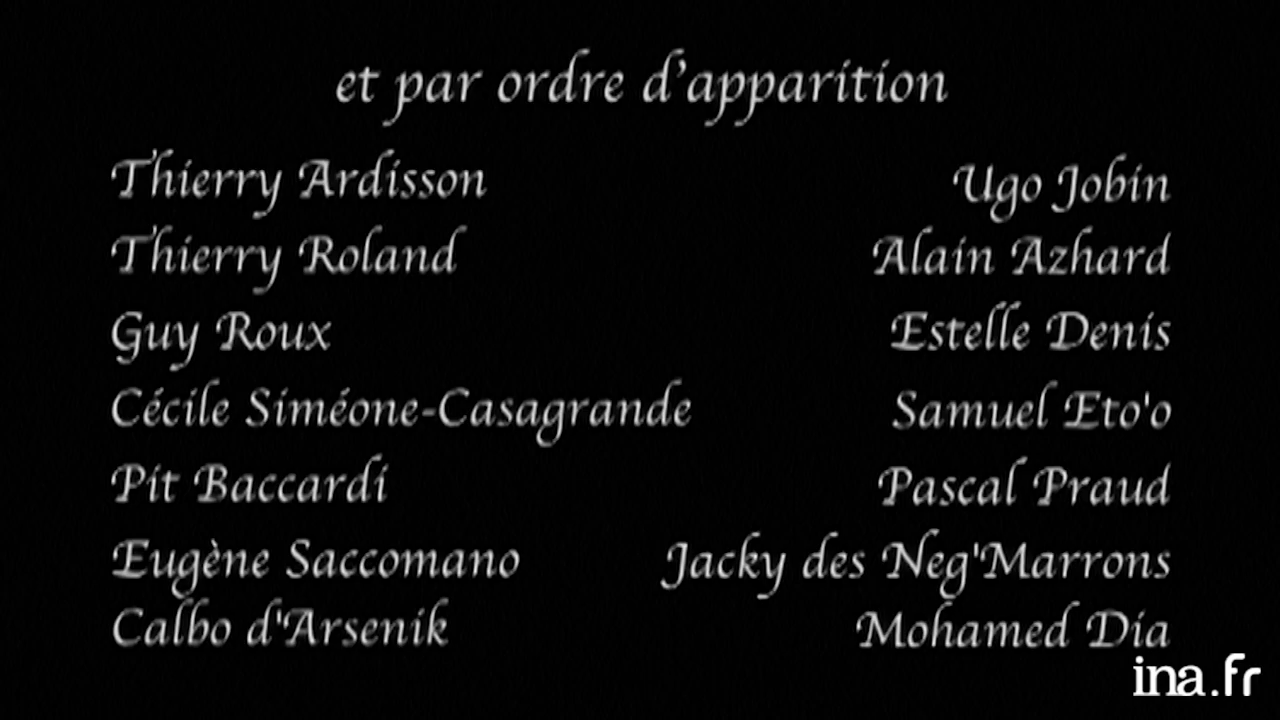 et par ordre d'apparition
Thierry Ardisson
Ugo Jobin
Thierry Roland
Alain Azhard
Guy Roux
Estelle Denis
Cécile Siméone-Casagrande
Samuel Eto'o
Pit Baccardi
Pascal Praud
Eugène Saccomano
Jacky des Neg'Marrons
Calbo d'Arsenik
Mohamed Dia
ina.fr